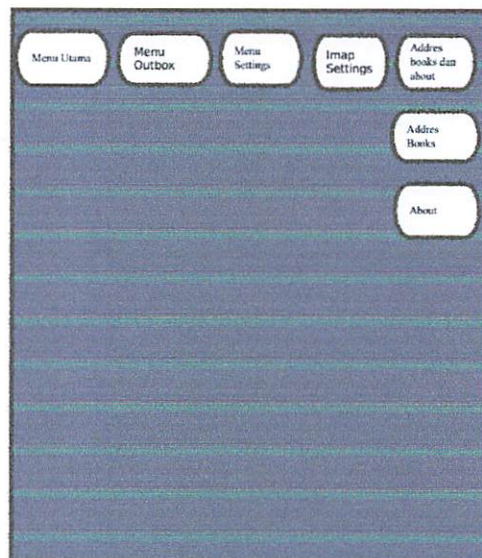 Menu Utama
Menu
Outbox
Menu
Settings
Imap
Settings
Addres
books dan
about
Addres
Books
About